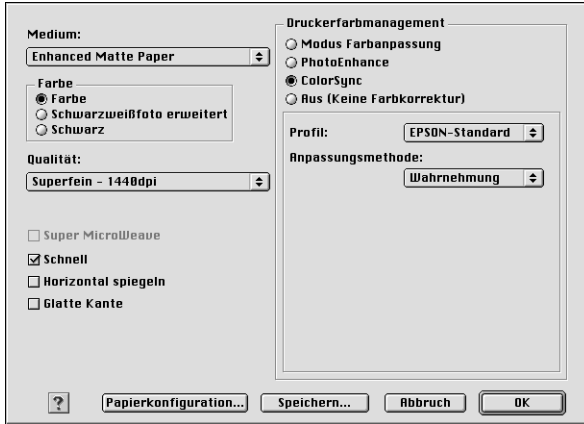 Medium:
Enhanced Matte Paper
Farbe
Farbe
Schwarzweißfoto erweitert
Schwarz
Qualität:
Superfein - 1440dpi
Super MicroWeave
Schnell
Horizontal spiegeln
Glatte Kante
Druckerfarbmanagement
Modus Farbanpassung
PhotoEnhance
ColorSync
Aus (Keine Farbkorrektur)
Profil:
EPSON-Standard
Anpassungsmethode:
Wahrnehmung
?
Papierkonfiguration...
Speichern...
Abbruch
OK